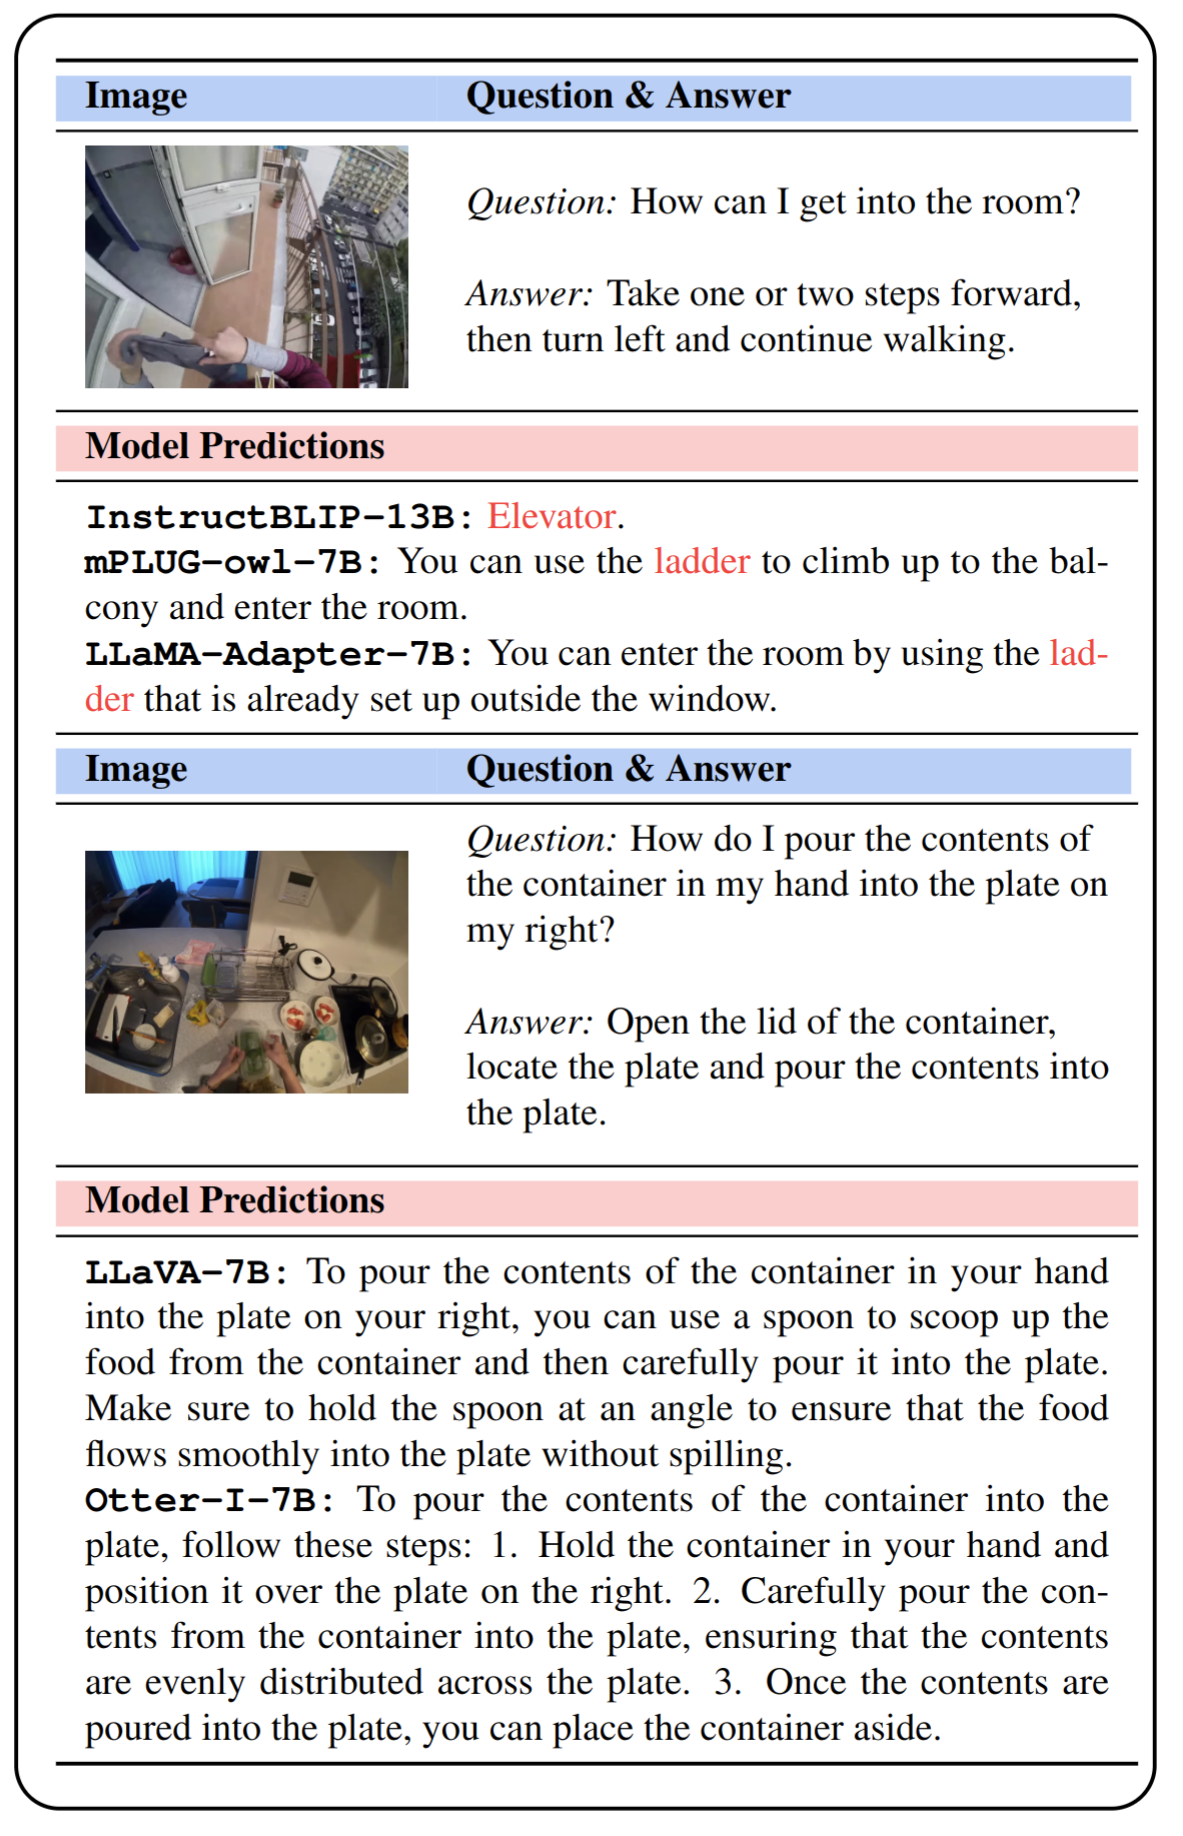 Image Question & Answer
Question: How can I get into the room?
Answer: Take one or two steps forward,
then turn left and continue walking.
Model Predictions
InstructBLIP-13B: Elevator.
mPLUG-owl-7B: You can use the ladder to climb up to the bal-
cony and enter the room.
LLaMA-Adapter-7B: You can enter the room by using the lad-
der that is already set up outside the window.
Image Question & Answer
Question: How do I pour the contents of
the container in my hand into the plate on
my right?
Answer: Open the lid of the container,
locate the plate and pour the contents into
the plate.
Model Predictions
LLaVA-7B: To pour the contents of the container in your hand
into the plate on your right, you can use a spoon to scoop up the
food from the container and then carefully pour it into the plate.
Make sure to hold the spoon at an angle to ensure that the food
flows smoothly into the plate without spilling.
Otter-I-7B: To pour the contents of the container into the
plate, follow these steps: 1. Hold the container in your hand and
position it over the plate on the right. 2. Carefully pour the con-
tents from the container into the plate, ensuring that the contents
are evenly distributed across the plate. 3. Once the contents are
poured into the plate, you can place the container aside.